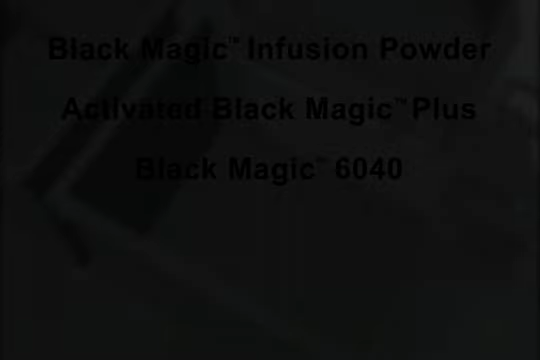 Black Magic™ Infusion Powder
Activated Black Magic™ Plus
Black Magic™ 6040